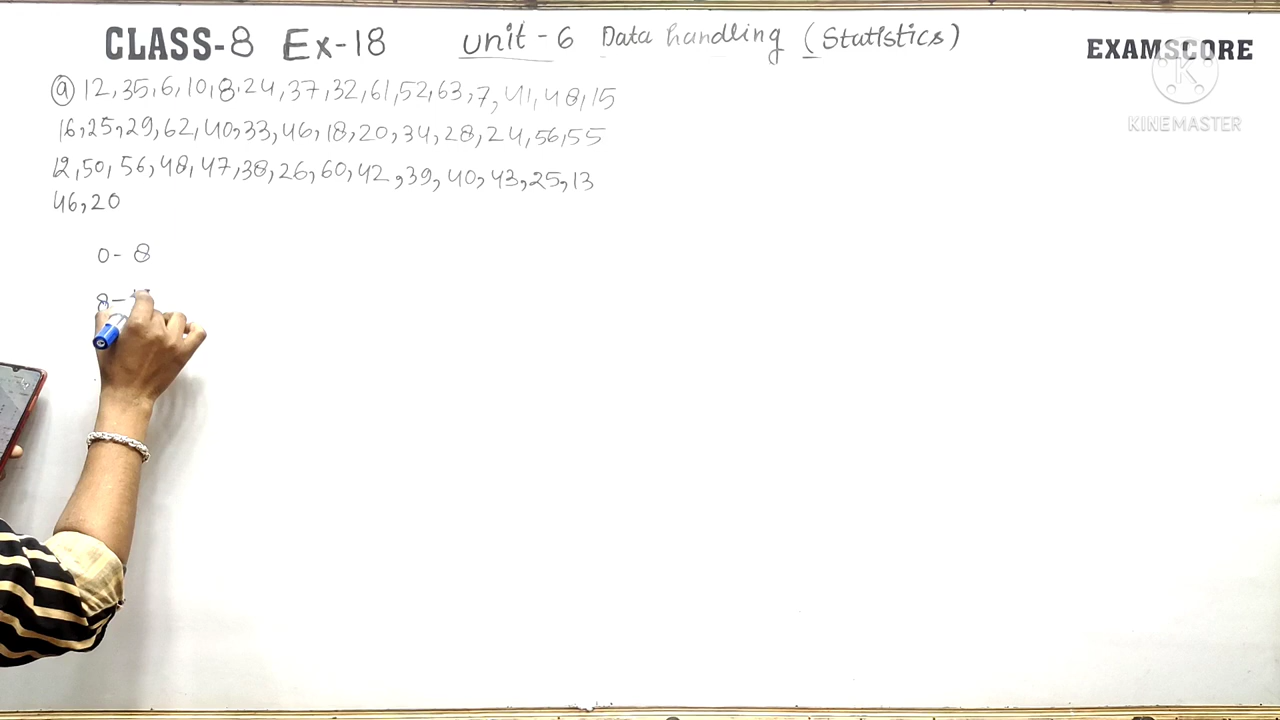 CLASS-8 Ex-18 unit-6 Data handling (Statistics)
EXAMSCORE
KINEMASTER
(a) 12,35,6,10,8,24,37,32,61,52,63,7,41,48,15
16,25,29,62,40,33,46,18,20,34,28,24,56,55
12,50,56,48,47,38,26,60,42,39,40,43,25,13
46,20
0-8
8-